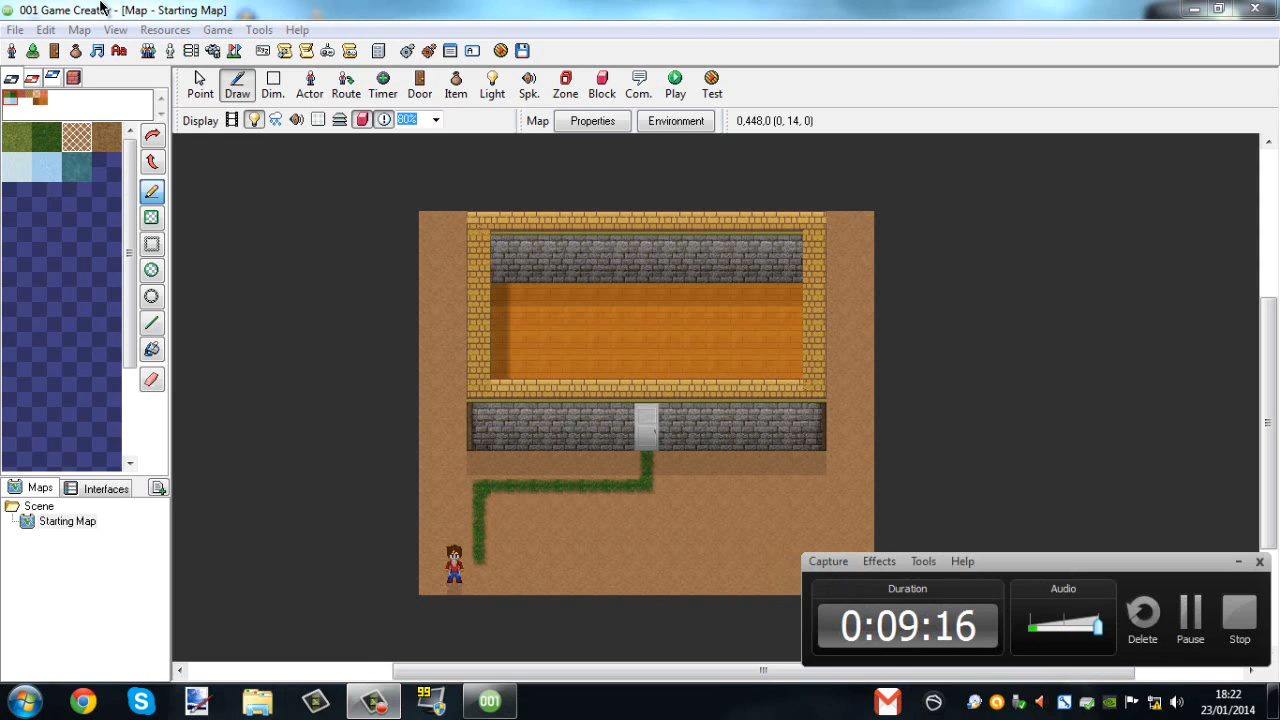 001 Game Creator - [Map - Starting Map]
File Edit Map View Resources Game Tools Help
Point Draw Dim. Actor Route Timer Door Item Light Spk. Zone Block Com. Play Test
Display 80% Map Properties Environment 0,448,0 (0, 14, 0)
Maps Interfaces
Scene
Starting Map
Capture Effects Tools Help
Duration Audio
0:09:16
Delete Pause Stop
99
001
18:22
23/01/2014